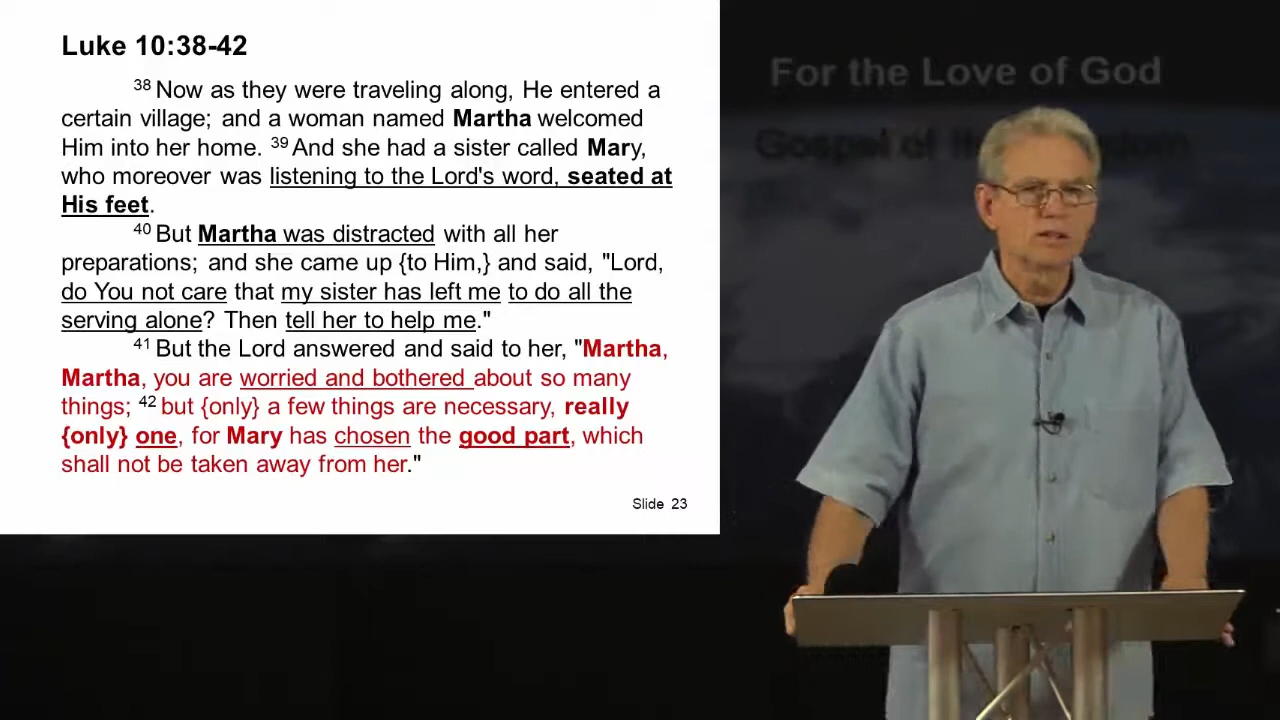 Luke 10:38-42
38 Now as they were traveling along, He entered a
certain village; and a woman named Martha welcomed
Him into her home. 39 And she had a sister called Mary,
who moreover was listening to the Lord's word, seated at
His feet.
40 But Martha was distracted with all her
preparations; and she came up {to Him,} and said, "Lord,
do You not care that my sister has left me to do all the
serving alone? Then tell her to help me."
41 But the Lord answered and said to her, "Martha,
Martha, you are worried and bothered about so many
things; 42 but {only} a few things are necessary, really
{only} one, for Mary has chosen the good part, which
shall not be taken away from her."
Slide 23
For the Love of God
Gospel of